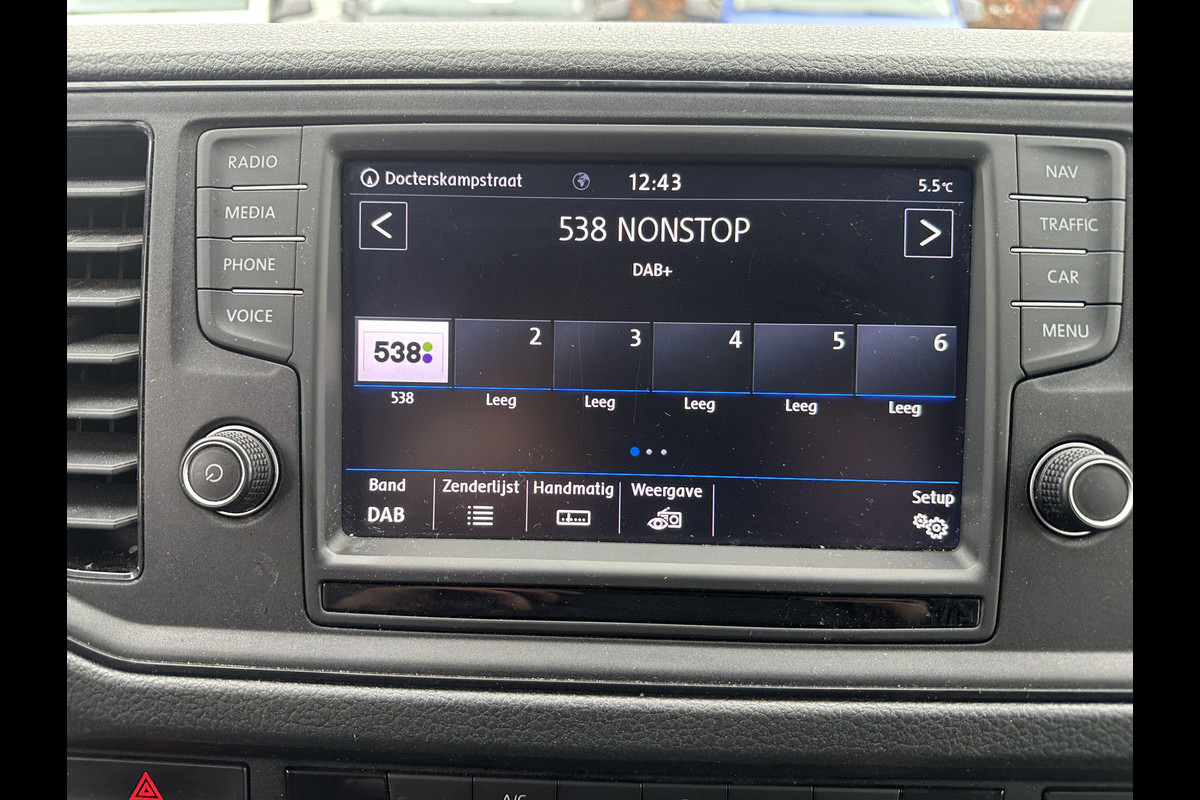 RADIO
MEDIA
PHONE
VOICE
Docterskampstraat 12:43 5.5°C
< 538 NONSTOP >
DAB+
538 2 3 4 5 6
538 Leeg Leeg Leeg Leeg Leeg
Band Zenderlijst Handmatig Weergave Setup
DAB
NAV
TRAFFIC
CAR
MENU
A/C